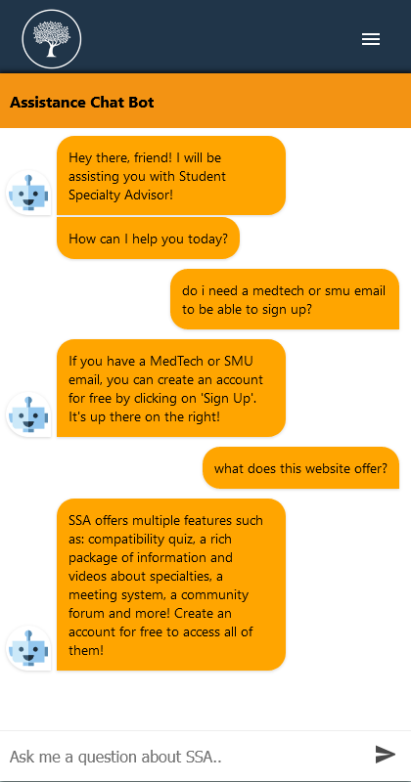 Assistance Chat Bot
Hey there, friend! I will be
assisting you with Student
Specialty Advisor!
How can I help you today?
do i need a medtech or smu email
to be able to sign up?
If you have a MedTech or SMU
email, you can create an account
for free by clicking on 'Sign Up'.
It's up there on the right!
what does this website offer?
SSA offers multiple features such
as: compatibility quiz, a rich
package of information and
videos about specialties, a
meeting system, a community
forum and more! Create an
account for free to access all of
them!
Ask me a question about SSA..